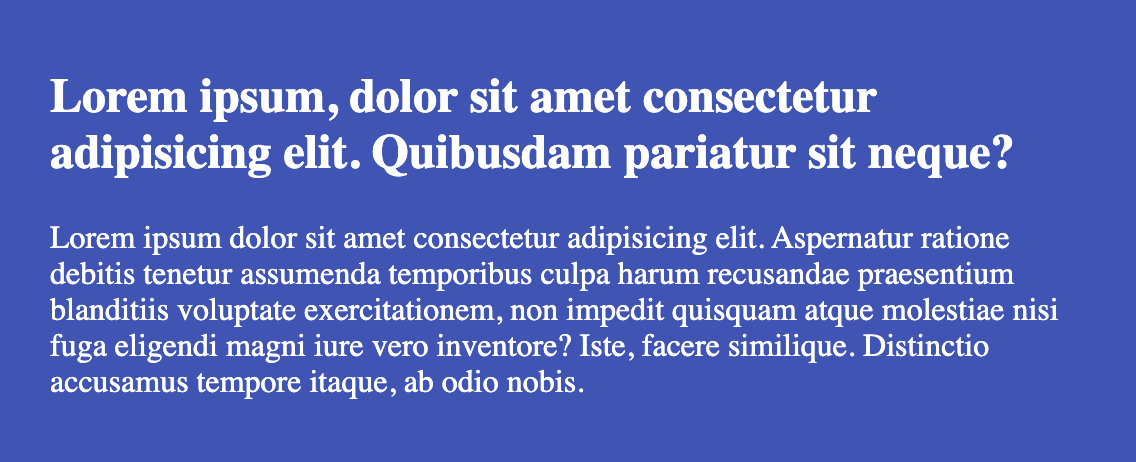 Lorem ipsum, dolor sit amet consectetur
adipisicing elit. Quibusdam pariatur sit neque?
Lorem ipsum dolor sit amet consectetur adipisicing elit. Aspernatur ratione
debitis tenetur assumenda temporibus culpa harum recusandae praesentium
blanditiis voluptate exercitationem, non impedit quisquam atque molestiae nisi
fuga eligendi magni iure vero inventore? Iste, facere similique. Distinctio
accusamus tempore itaque, ab odio nobis.